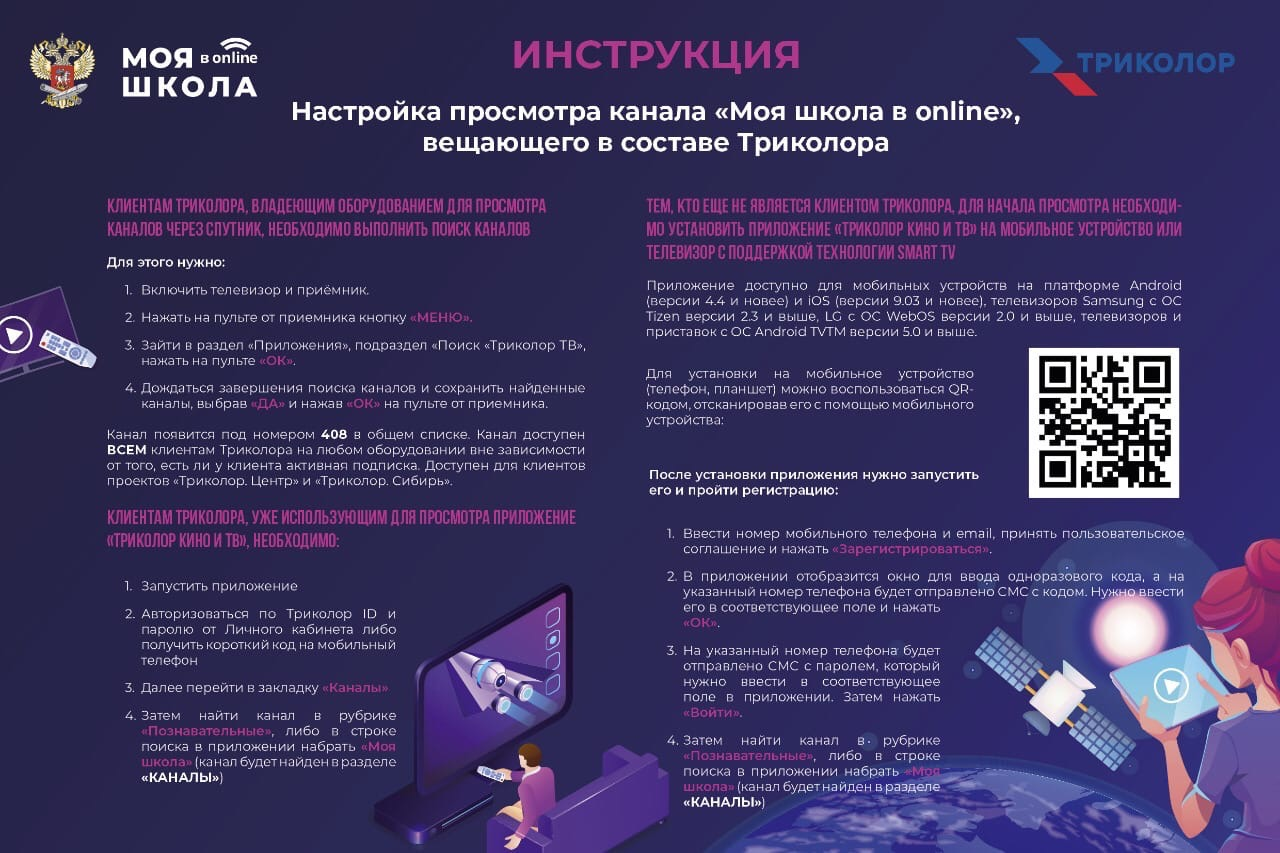 МОЯ в online
ШКОЛА
ИНСТРУКЦИЯ
ТРИКОЛОР
Настройка просмотра канала «Моя школа в online»,
вещающего в составе Триколора
КЛИЕНТАМ ТРИКОЛОРА, ВЛАДЕЮЩИМ ОБОРУДОВАНИЕМ ДЛЯ ПРОСМОТРА
КАНАЛОВ ЧЕРЕЗ СПУТНИК, НЕОБХОДИМО ВЫПОЛНИТЬ ПОИСК КАНАЛОВ
Для этого нужно:
1. Включить телевизор и приёмник.
2. Нажать на пульте от приемника кнопку «МЕНЮ».
3. Зайти в раздел «Приложения», подраздел «Поиск «Триколор ТВ»,
нажать на пульте «ОК».
4. Дождаться завершения поиска каналов и сохранить найденные
каналы, выбрав «ДА» и нажав «ОК» на пульте от приемника.
Канал появится под номером 408 в общем списке. Канал доступен
ВСЕМ клиентам Триколора на любом оборудовании вне зависимости
от того, есть ли у клиента активная подписка. Доступен для клиентов
проектов «Триколор. Центр» и «Триколор. Сибирь».
КЛИЕНТАМ ТРИКОЛОРА, УЖЕ ИСПОЛЬЗУЮЩИМ ДЛЯ ПРОСМОТРА ПРИЛОЖЕНИЕ
«ТРИКОЛОР КИНО И ТВ», НЕОБХОДИМО:
1. Запустить приложение
2. Авторизоваться по Триколор ID и
паролю от Личного кабинета либо
получить короткий код на мобильный
телефон
3. Далее перейти в закладку «Каналы»
4. Затем найти канал в рубрике
«Познавательные», либо в строке
поиска в приложении набрать «Моя
школа» (канал будет найден в разделе
«КАНАЛЫ»)
ТЕМ, КТО ЕЩЕ НЕ ЯВЛЯЕТСЯ КЛИЕНТОМ ТРИКОЛОРА, ДЛЯ НАЧАЛА ПРОСМОТРА НЕОБХОДИ-
МО УСТАНОВИТЬ ПРИЛОЖЕНИЕ «ТРИКОЛОР КИНО И ТВ» НА МОБИЛЬНОЕ УСТРОЙСТВО ИЛИ
ТЕЛЕВИЗОР С ПОДДЕРЖКОЙ ТЕХНОЛОГИИ SMART TV
Приложение доступно для мобильных устройств на платформе Android
(версии 4.4 и новее) и iOS (версии 9.03 и новее), телевизоров Samsung с ОС
Tizen версии 2.3 и выше, LG с ОС WebOS версии 2.0 и выше, телевизоров и
приставок с ОС Android TVTM версии 5.0 и выше.
Для установки на мобильное устройство
(телефон, планшет) можно воспользоваться QR-
кодом, отсканировав его с помощью мобильного
устройства:
После установки приложения нужно запустить
его и пройти регистрацию:
1. Ввести номер мобильного телефона и email, принять пользовательское
соглашение и нажать «Зарегистрироваться».
2. В приложении отобразится окно для ввода одноразового кода, а на
указанный номер телефона будет отправлено СМС с кодом. Нужно ввести
его в соответствующее поле и нажать
«ОК».
3. На указанный номер телефона будет
отправлено СМС с паролем, который
нужно ввести в соответствующее
поле в приложении. Затем нажать
«Войти».
4. Затем найти канал в рубрике
«Познавательные», либо в строке
поиска в приложении набрать «Моя
школа» (канал будет найден в разделе
«КАНАЛЫ»)